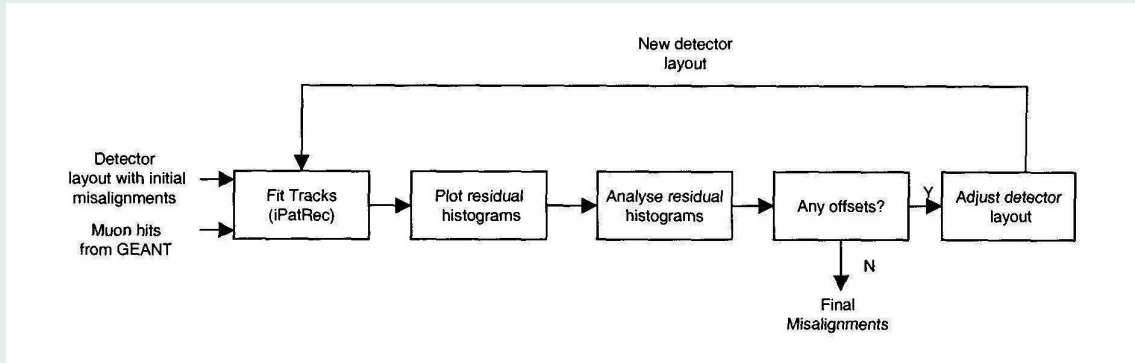 New detector
layout
Detector
layout with initial
misalignments
Muon hits
from GEANT
Fit Tracks
(iPatRec)
Plot residual
histograms
Analyse residual
histograms
Any offsets?
Y
Adjust detector
layout
N
Final
Misalignments